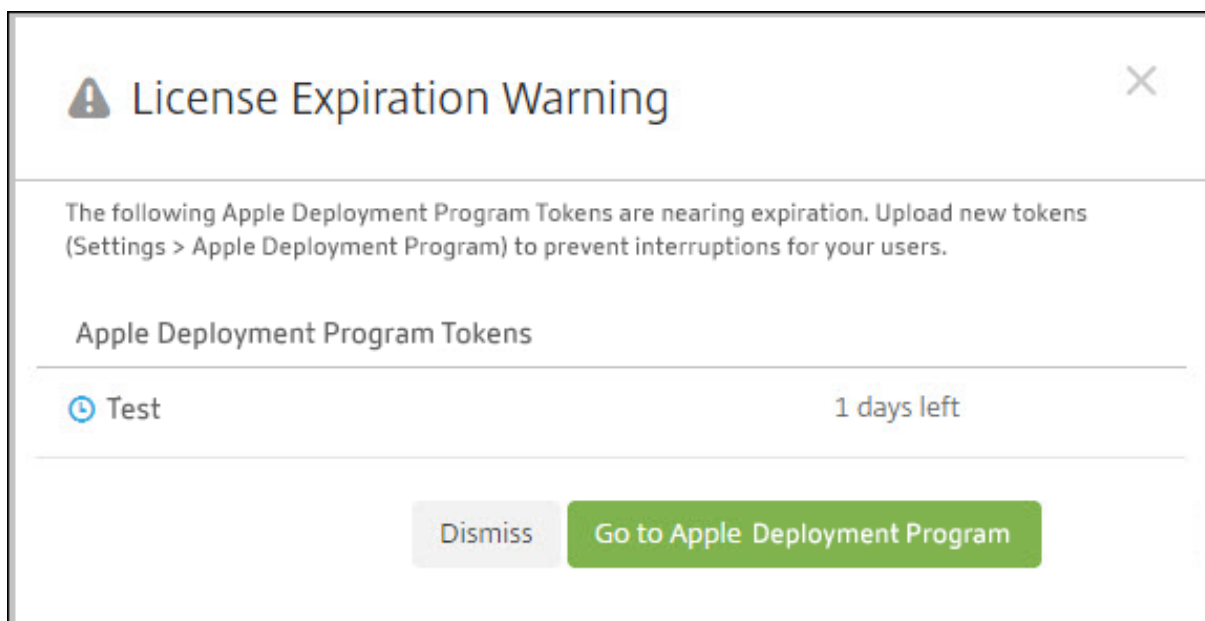 License Expiration Warning
The following Apple Deployment Program Tokens are nearing expiration. Upload new tokens
(Settings > Apple Deployment Program) to prevent interruptions for your users.
Apple Deployment Program Tokens
Test 1 days left
Dismiss Go to Apple Deployment Program